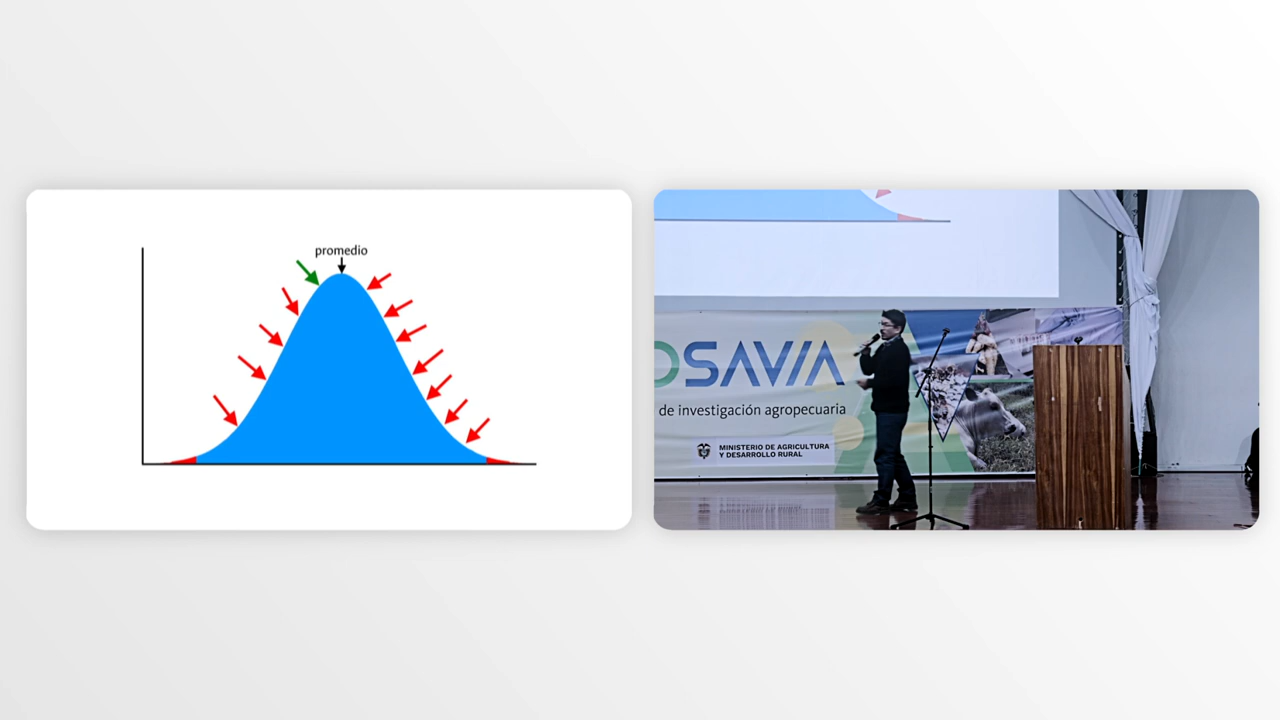 promedio
OSAVIA
de investigación agropecuaria
MINISTERIO DE AGRICULTURA
Y DESARROLLO RURAL